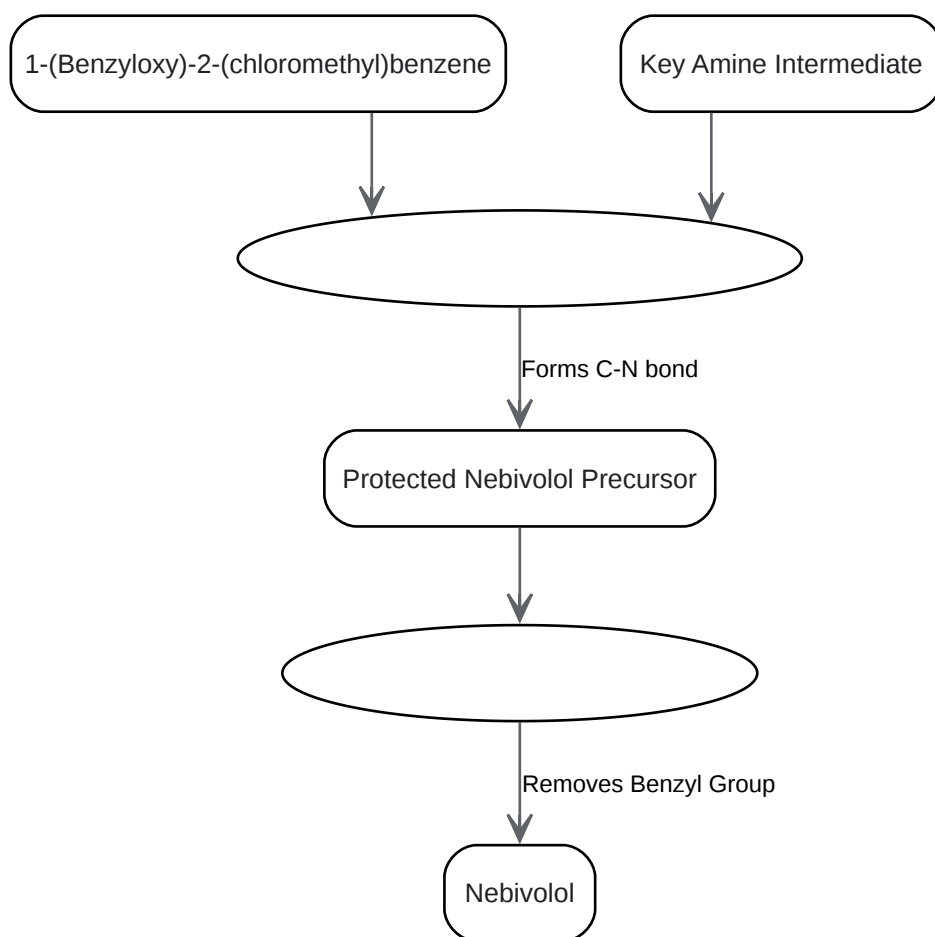 1-(Benzyloxy)-2-(chloromethyl)benzene
Key Amine Intermediate
Forms C-N bond
Protected Nebivolol Precursor
Removes Benzyl Group
Nebivolol